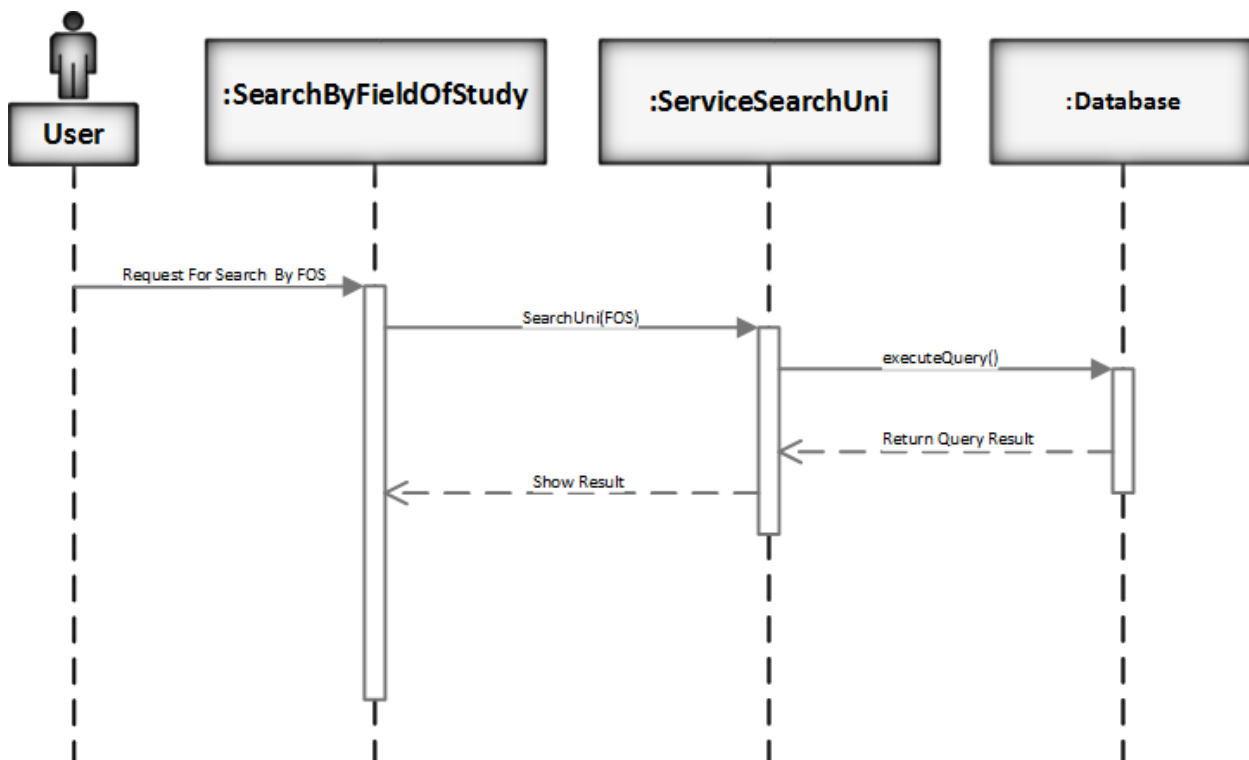 User
:SearchByFieldOfStudy
:ServiceSearchUni
:Database
Request For Search By FOS
SearchUni(FOS)
executeQuery()
Return Query Result
Show Result